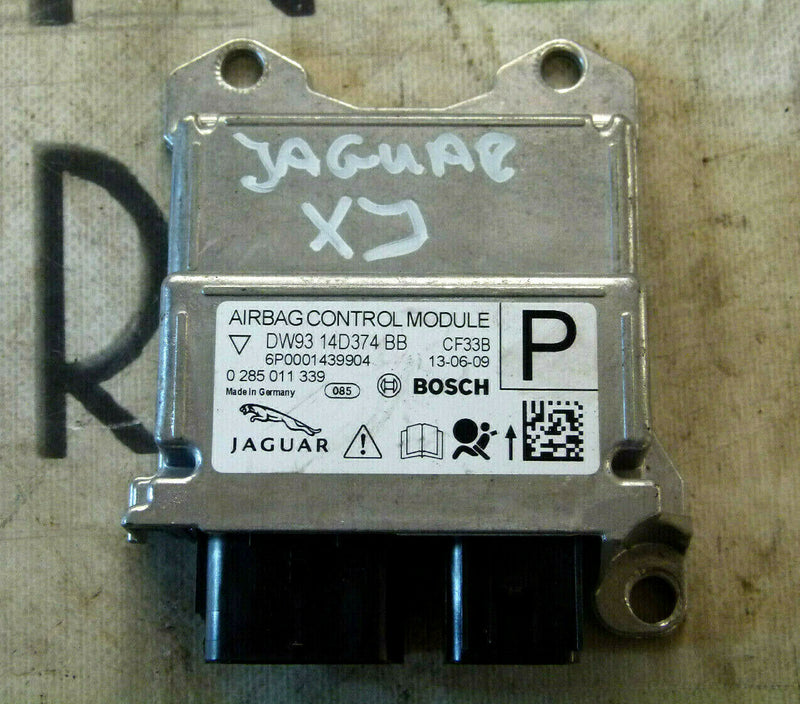 JAGUAR
XJ
R
AIRBAG CONTROL MODULE
DW93 14D374 BB CF33B
6P0001439904 13-06-09
0 285 011 339
Made in Germany 085 BOSCH
P
JAGUAR